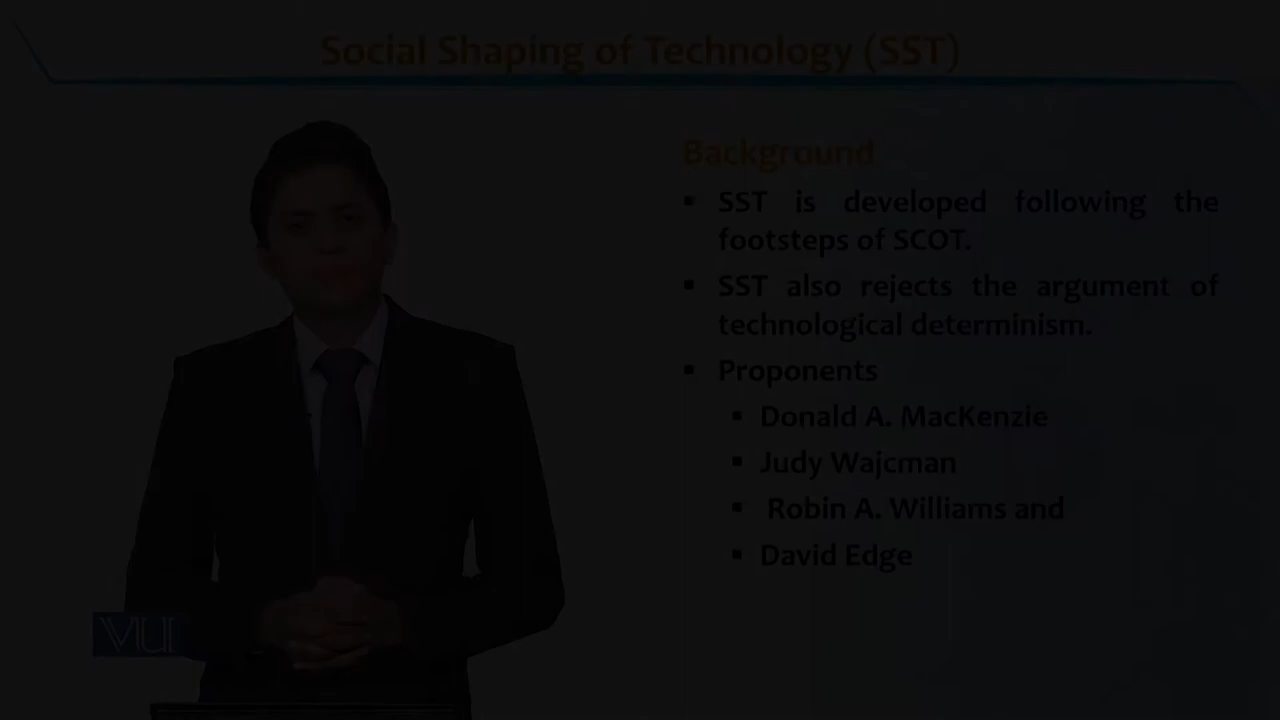 Social Shaping of Technology (SST)
Background
▪ SST is developed following the
footsteps of SCOT.
▪ SST also rejects the argument of
technological determinism.
▪ Proponents
▪ Donald A. MacKenzie
▪ Judy Wajcman
▪ Robin A. Williams and
▪ David Edge
VU